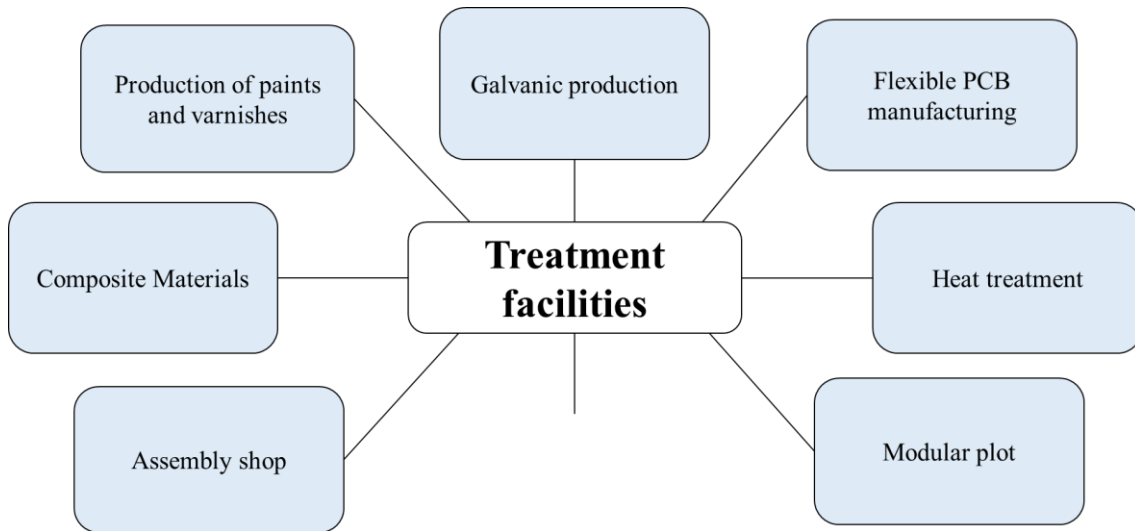 Production of paints
and varnishes
Galvanic production
Flexible PCB
manufacturing
Composite Materials
Treatment
facilities
Heat treatment
Assembly shop
Modular plot